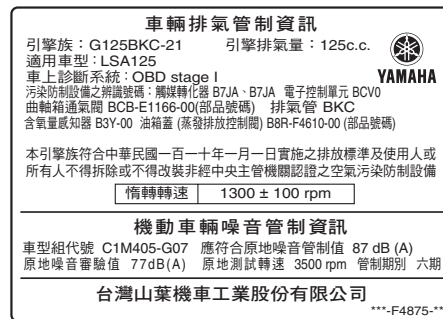 車輛排氣管制資訊
引擎族：G125BKC-21 引擎排氣量：125c.c.
適用車型：LSA125
車上診斷系統：OBD stage I
YAMAHA
污染防制設備之辨識號碼：觸媒轉化器 B7JA、B7JA 電子控制單元 BCV0
曲軸箱通氣閥 BCB-E1166-00(部品號碼) 排氣管 BKC
含氧量感知器 B3Y-00 油箱蓋 (蒸發排放控制閥) B8R-F4610-00 (部品號碼)
本引擎族符合中華民國一百一十年一月一日實施之排放標準及使用人或
所有人不得拆除或不得改裝非經中央主管機關認證之空氣污染防制設備
惰轉轉速 1300 ± 100 rpm
機動車輛噪音管制資訊
車型組代號 C1M405-G07 應符合原地噪音管制值 87 dB (A)
原地噪音審驗值 77dB(A) 原地測試轉速 3500 rpm 管制期別 六期
台灣山葉機車工業股份有限公司
***-F4875-**